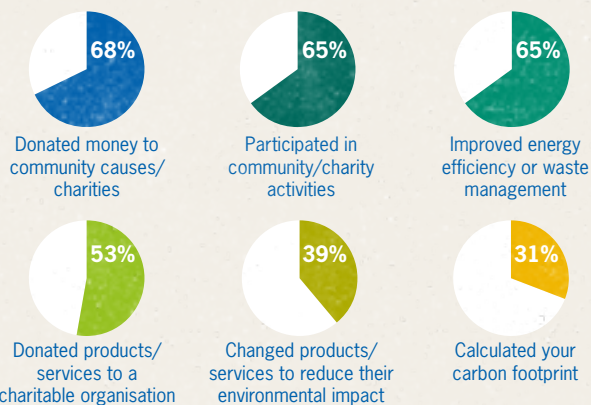 68%
65%
65%
Donated money to
community causes/
charities
Participated in
community/charity
activities
Improved energy
efficiency or waste
management
53%
39%
31%
Donated products/
services to a
charitable organisation
Changed products/
services to reduce their
environmental impact
Calculated your
carbon footprint